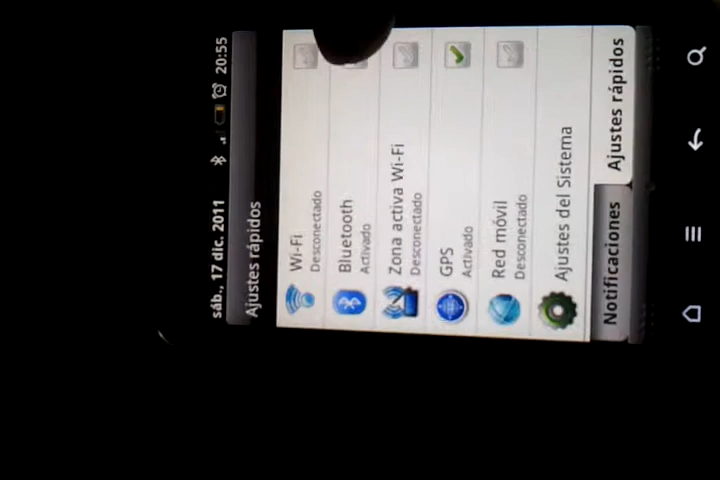 sáb., 17 dic. 2011 20:55
Ajustes rápidos
Wi-Fi
Desconectado
Bluetooth
Activado
Zona activa Wi-Fi
Desconectado
GPS
Activado
Red móvil
Desconectado
Ajustes del Sistema
Notificaciones
Ajustes rápidos